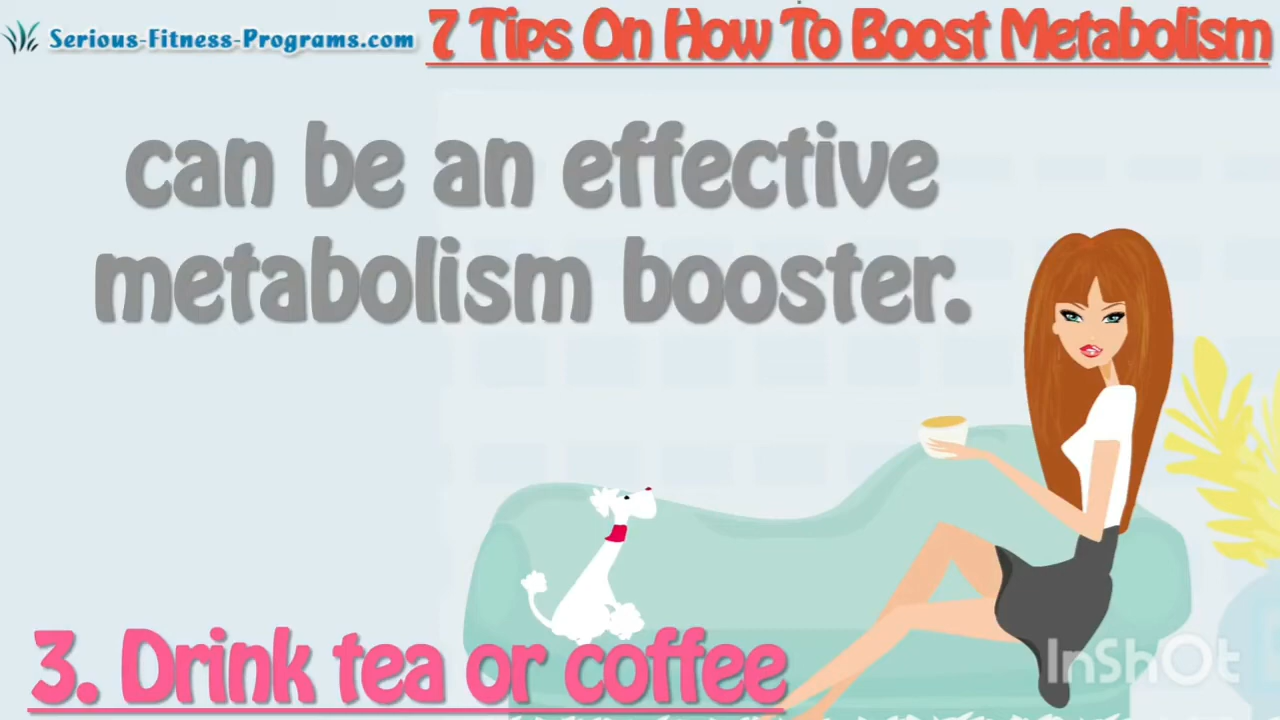 Serious-Fitness-Programs.com
7 Tips On How To Boost Metabolism
can be an effective
metabolism booster.
3. Drink tea or coffee
InShOt